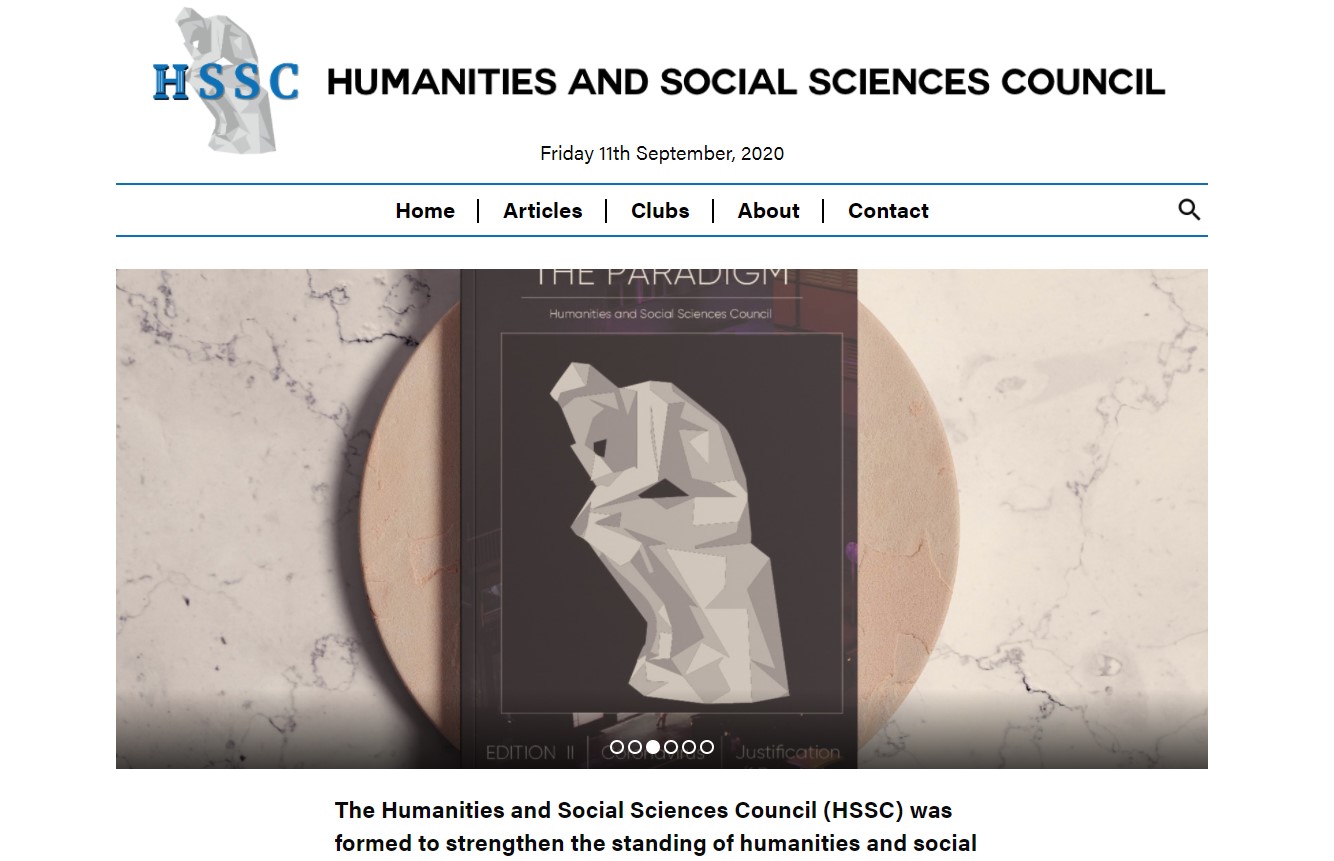 HSSC
HUMANITIES AND SOCIAL SCIENCES COUNCIL
Friday 11th September, 2020
Home | Articles | Clubs | About | Contact
THE PARADIGM
Humanities and Social Sciences Council
EDITION II | Coronavirus | Justification
The Humanities and Social Sciences Council (HSSC) was
formed to strengthen the standing of humanities and social